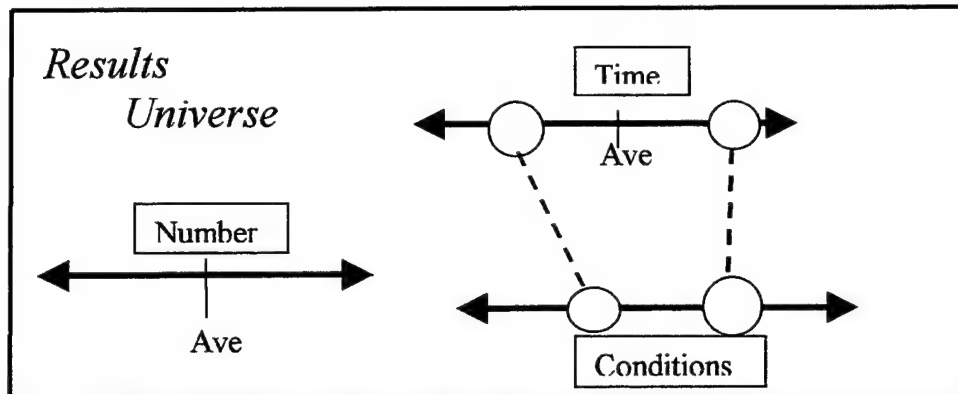 Results
Universe
Time
Ave
Number
Ave
Conditions